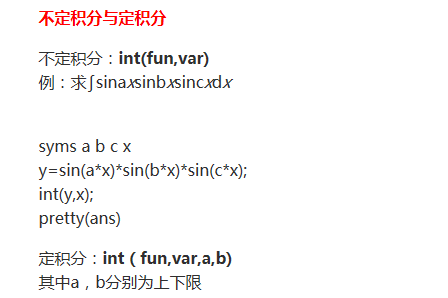 不定积分与定积分
不定积分：int(fun,var)
例：求∫sinaxsinbxsincxdx
syms a b c x
y=sin(a*x)*sin(b*x)*sin(c*x);
int(y,x);
pretty(ans)
定积分：int（fun,var,a,b)
其中a，b分别为上下限